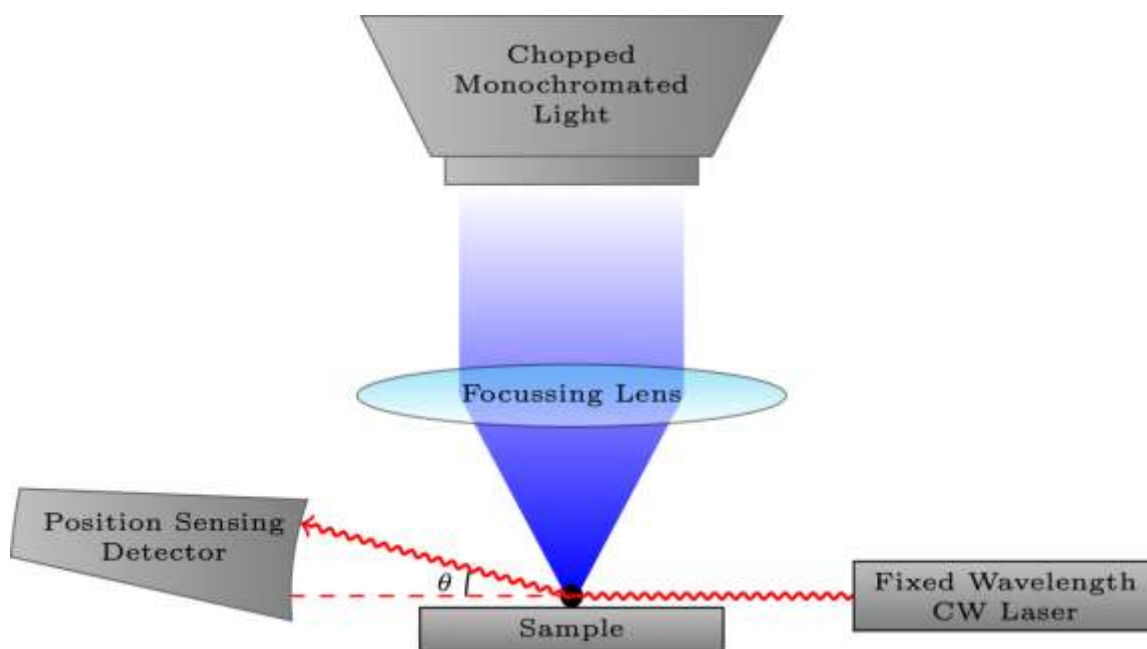 Chopped
Monochromated
Light
Focussing Lens
Position Sensing
Detector
θ
Fixed Wavelength
CW Laser
Sample